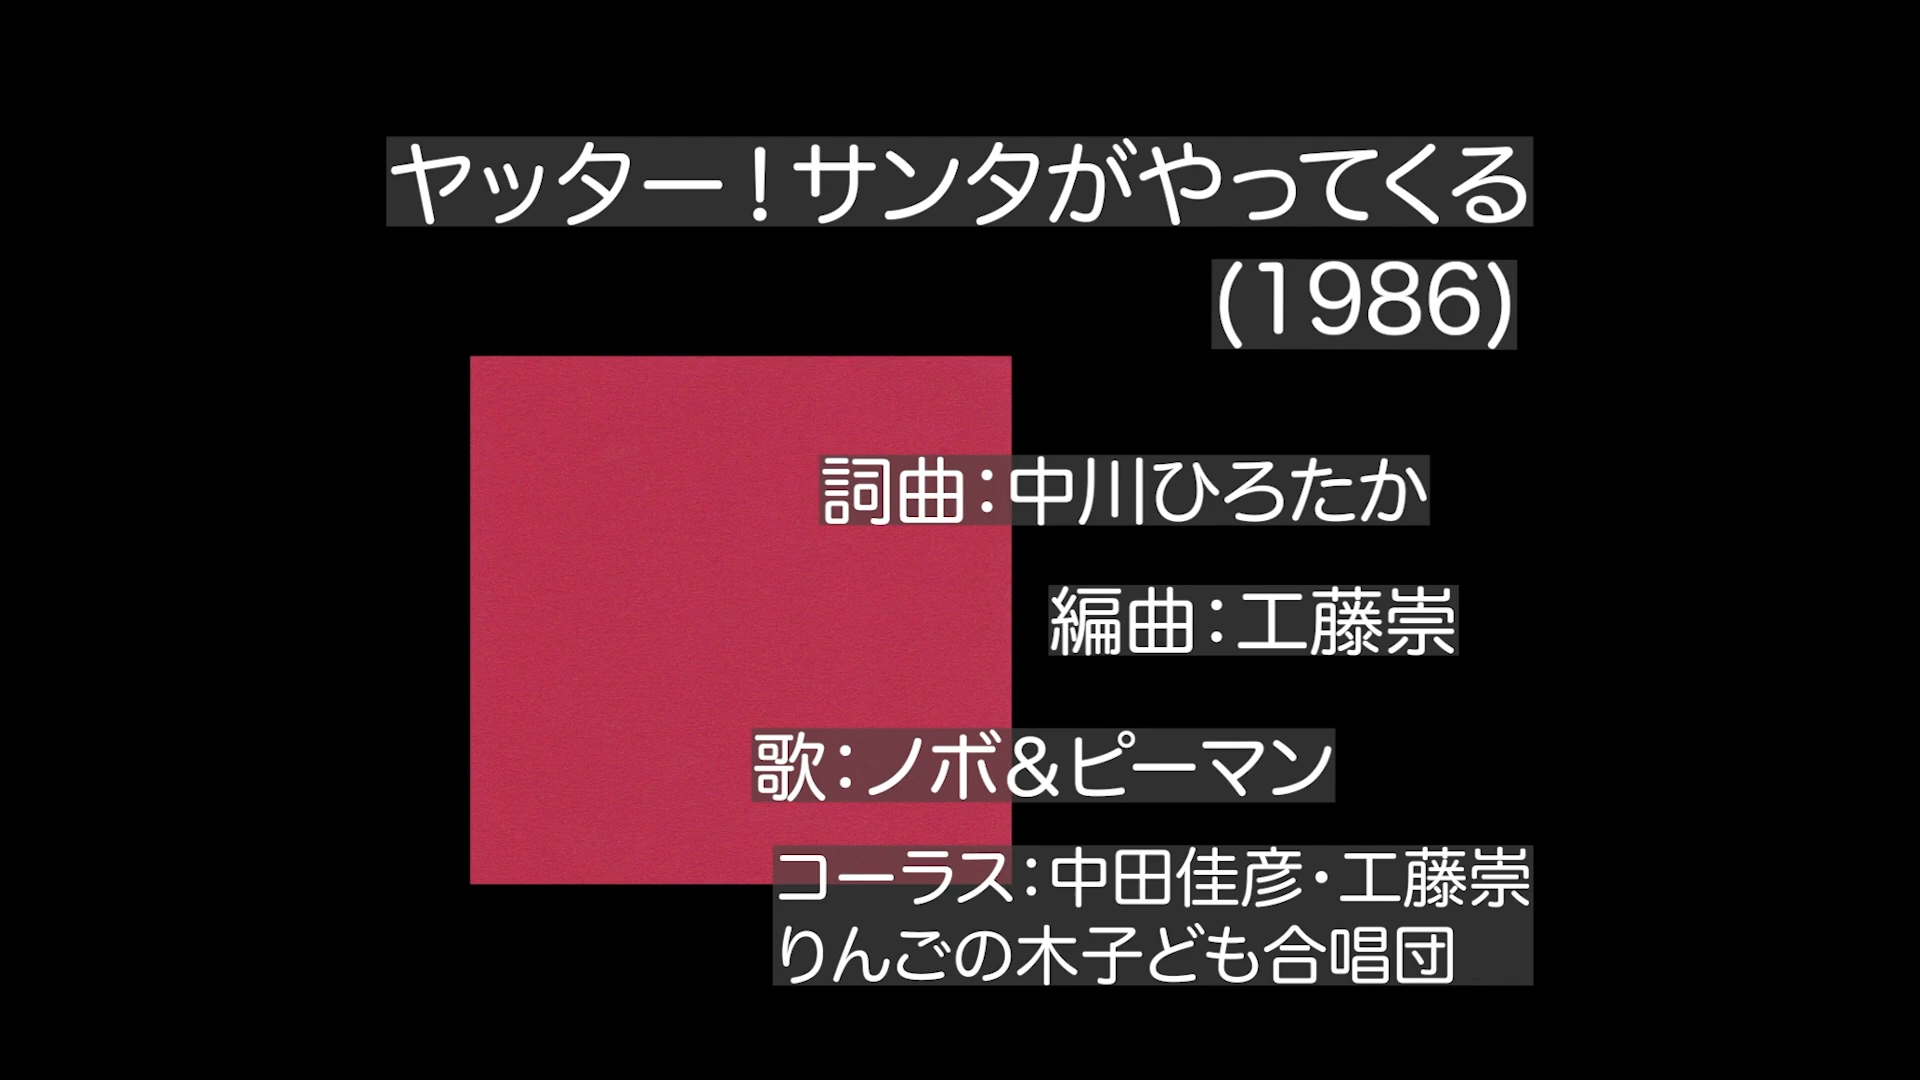 ヤッター！サンタがやってくる
(1986)
詞曲：中川ひろたか
編曲：工藤崇
歌：ノボ＆ピーマン
コーラス：中田佳彦・工藤崇
りんごの木子ども合唱団